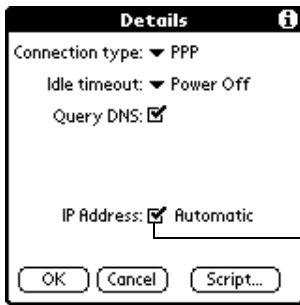 Details
Connection type: PPP
Idle timeout: Power Off
Query DNS:
IP Address: Automatic
OK Cancel Script...